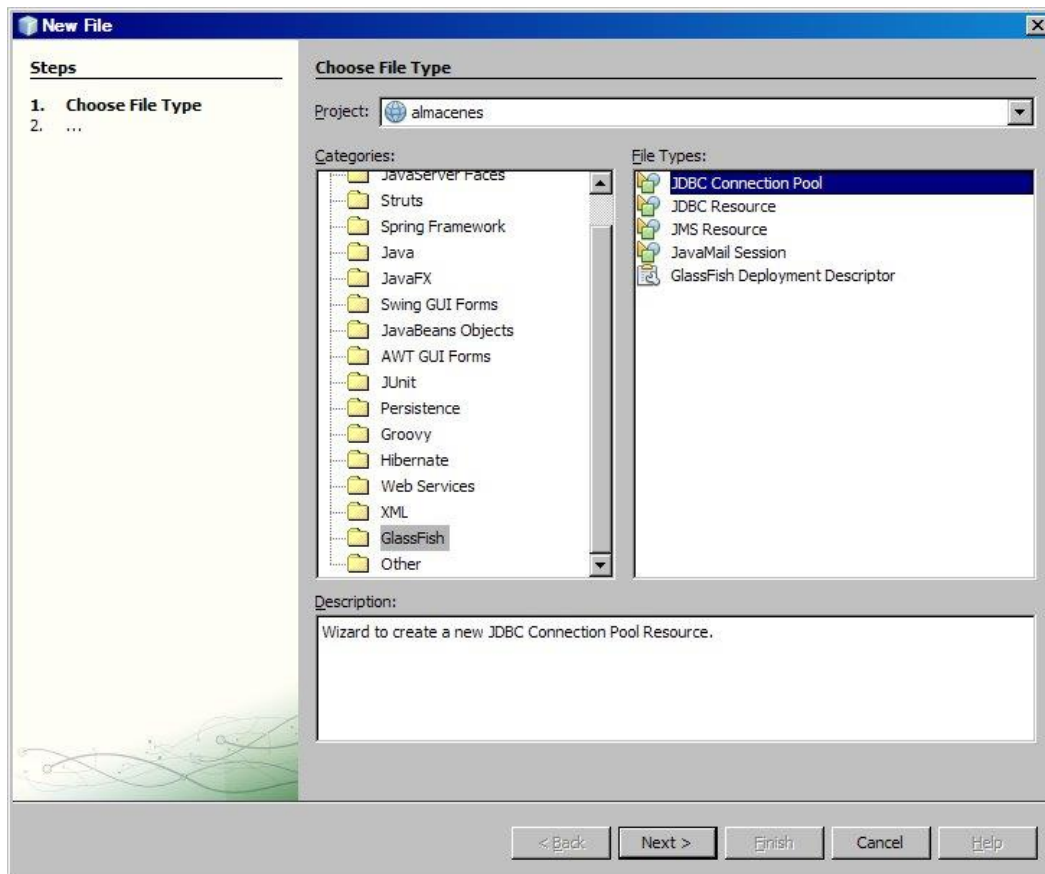 New File
Steps
1. Choose File Type
2. ...
Choose File Type
Project: almacenes
Categories:
JavaServer Faces
Struts
Spring Framework
Java
JavaFX
Swing GUI Forms
JavaBeans Objects
AWT GUI Forms
JUnit
Persistence
Groovy
Hibernate
Web Services
XML
GlassFish
Other
File Types:
JDBC Connection Pool
JDBC Resource
JMS Resource
JavaMail Session
GlassFish Deployment Descriptor
Description:
Wizard to create a new JDBC Connection Pool Resource.
< Back Next > Finish Cancel Help